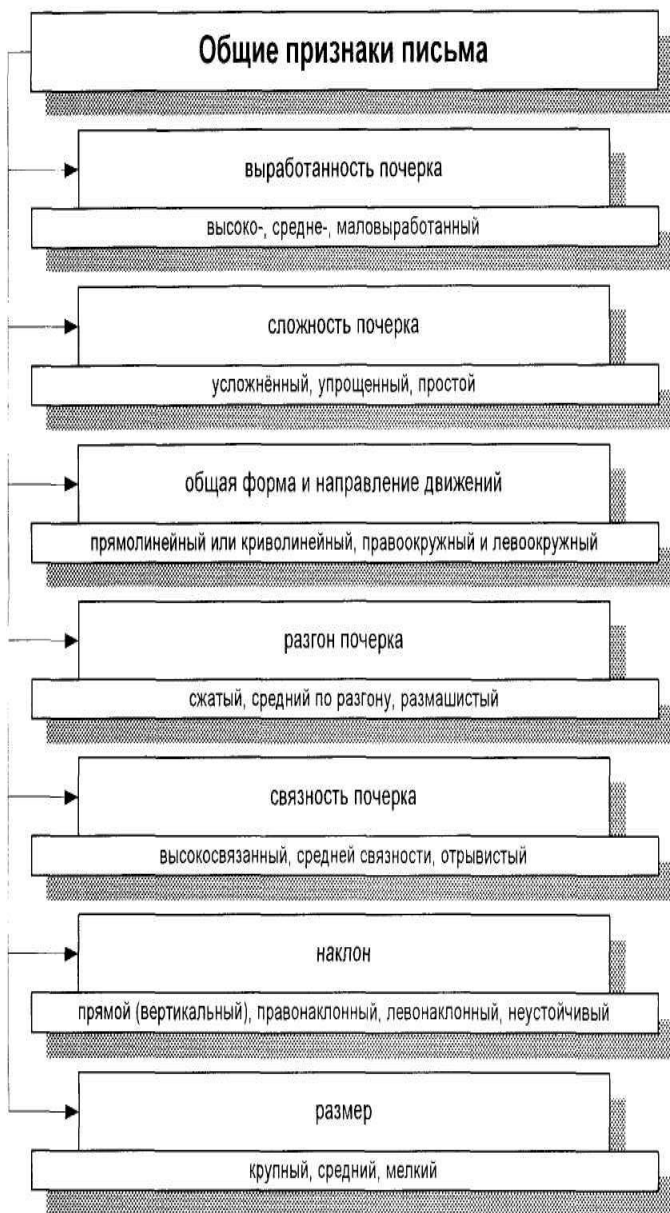 Общие признаки письма
выработанность почерка
высоко-, средне-, маловыработанный
сложность почерка
усложнённый, упрощенный, простой
общая форма и направление движений
прямолинейный или криволинейный, правоокружный и левоокружный
разгон почерка
сжатый, средний по разгону, размашистый
связность почерка
высокосвязанный, средней связности, отрывистый
наклон
прямой (вертикальный), правонаклонный, левонаклонный, неустойчивый
размер
крупный, средний, мелкий